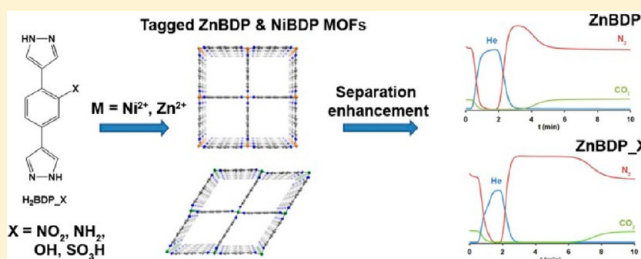 Tagged ZnBDP & NiBDP MOFs
HN-N
X
N-NH
H₂BDP_X
X = NO₂, NH₂,
OH, SO₃H
M = Ni²⁺, Zn²⁺
Separation
enhancement
ZnBDP
He
N₂
CO₂
0 2 4 6 8 10
t (min)
ZnBDP_X
He
N₂
CO₂
0 2 4 6 8 10
t (min)